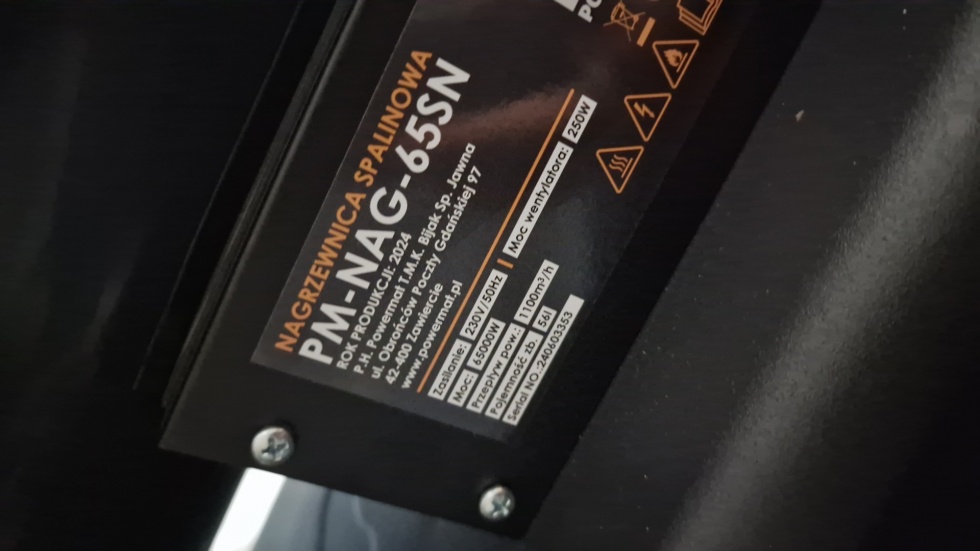 NAGRZEWNICA SPALINOWA
PM-NAG-65SN
ROK PRODUKCJI: 2024
P.H. Powermat T.M.K. Bijak Sp. Jawna
ul. Obrońców Poczty Gdańskiej 97
42-400 Zawiercie
www.powermat.pl
Zasilanie: 230V/50Hz | Moc wentylatora: 250W
Moc: 65000W
Przepływ pow.: 1100m³/h
Pojemność zb. 56l
Serial NO.:240603353